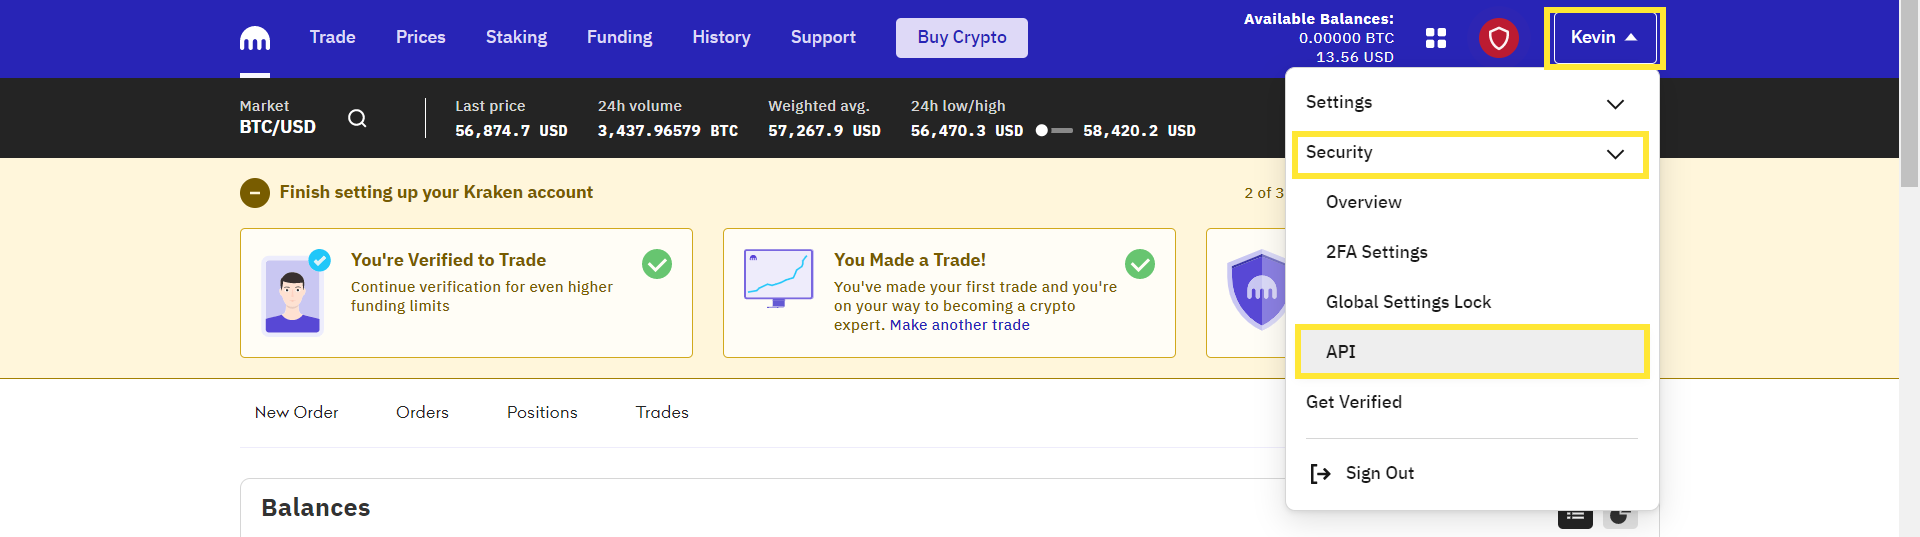 Trade Prices Staking Funding History Support Buy Crypto
Available Balances:
0.00000 BTC
13.56 USD
Kevin
Market
BTC/USD
Last price
56,874.7 USD
24h volume
3,437.96579 BTC
Weighted avg.
57,267.9 USD
24h low/high
56,470.3 USD 58,420.2 USD
Settings
Security
Overview
2FA Settings
Global Settings Lock
API
Get Verified
Sign Out
Finish setting up your Kraken account
2 of 3
You're Verified to Trade
Continue verification for even higher
funding limits
You Made a Trade!
You've made your first trade and you're
on your way to becoming a crypto
expert. Make another trade
New Order Orders Positions Trades
Balances